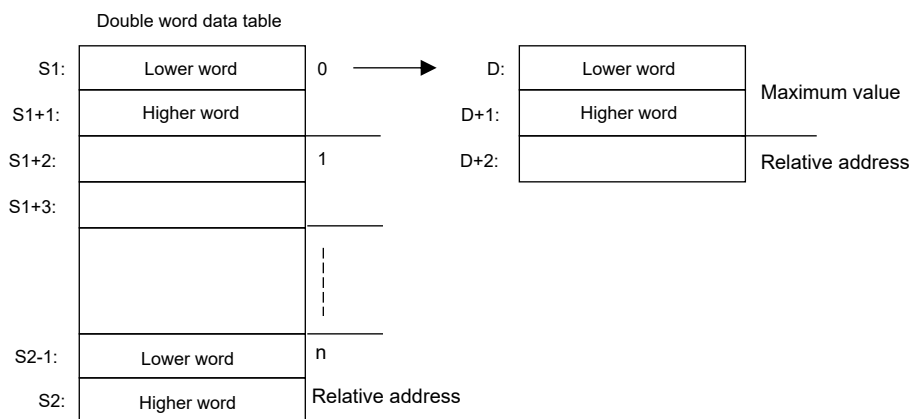 Double word data table
S1: Lower word 0 D: Lower word
Maximum value
S1+1: Higher word D+1: Higher word
S1+2: 1 D+2: Relative address
S1+3:
S2-1: Lower word n
S2: Higher word Relative address